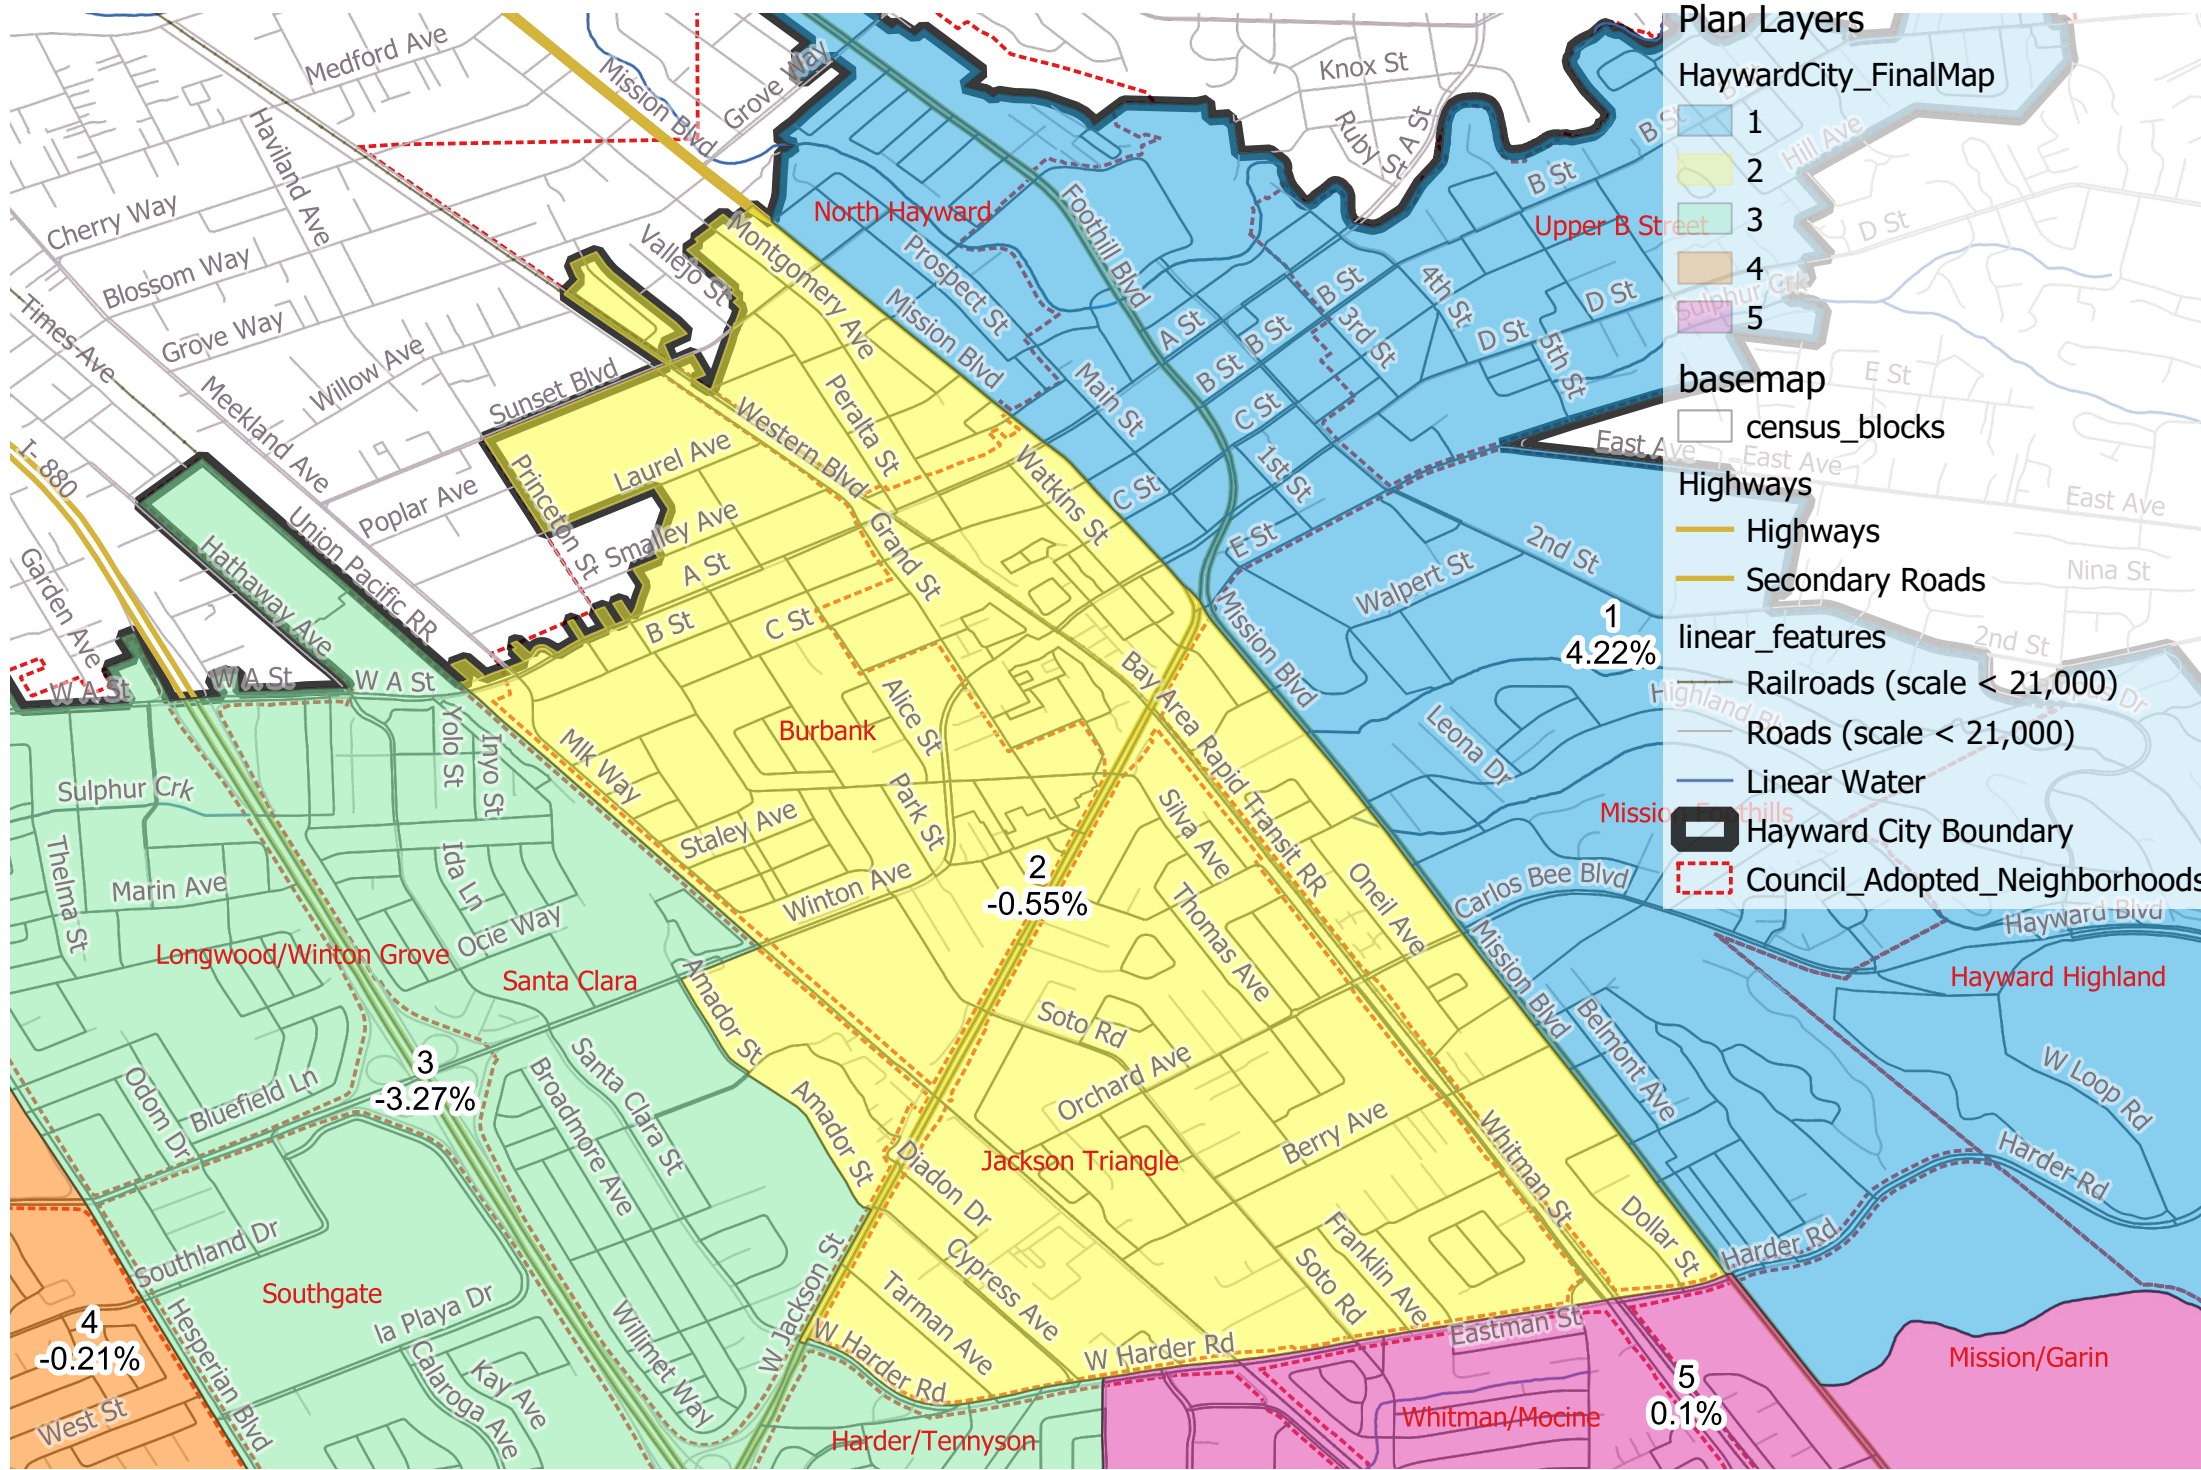 Plan Layers
HaywardCity_FinalMap
1
2
3
4
5
basemap
census_blocks
Highways
Highways
Secondary Roads
linear_features
Railroads (scale < 21,000)
Roads (scale < 21,000)
Linear Water
Hayward City Boundary
Council_Adopted_Neighborhoods
Medford Ave
Mission Blvd
Grove Way
Knox St
Ruby St
A St
B St
B St
Hill Ave
Haviland Ave
Cherry Way
Blossom Way
Grove Way
Times Ave
Willow Ave
Meekland Ave
Sunset Blvd
Vallejo St
Montgomery Ave
North Hayward
Prospect St
Mission Blvd
Foothill Blvd
Upper B Street
D St
4th St
B St
3rd St
D St
D St
5th St
Sulphur Crk
A St
B St
B St
C St
Main St
E St
East Ave
East Ave
East Ave
I- 880
Poplar Ave
Princeton St
Laurel Ave
Smalley Ave
Western Blvd
Peralta St
Watkins St
C St
1st St
E St
2nd St
Walpert St
Nina St
2nd St
Garden Ave
Hathaway Ave
Union Pacific RR
A St
B St
C St
Grand St
Mission Blvd
1
4.22%
W A St
W A St
W A St
Yolo St
Inyo St
Mlk Way
Burbank
Alice St
Bay Area Rapid Transit RR
Leona Dr
Mission Foothills
Sulphur Crk
Thelma St
Marin Ave
Ida Ln
Ocie Way
Staley Ave
Park St
Winton Ave
2
-0.55%
Silva Ave
Thomas Ave
Oneil Ave
Carlos Bee Blvd
Mission Blvd
Hayward Blvd
Hayward Highland
Longwood/Winton Grove
Santa Clara
Amador St
Soto Rd
Orchard Ave
Belmont Ave
W Loop Rd
Odom Dr
Bluefield Ln
3
-3.27%
Broadmore Ave
Santa Clara St
Amador St
Diadon Dr
Jackson Triangle
Berry Ave
Whitman St
Harder Rd
Harder Rd
Dollar St
Southland Dr
Southgate
la Playa Dr
Calaroga Ave
Kay Ave
Hesperian Blvd
Willimet Way
W Jackson St
Cypress Ave
Tarman Ave
W Harder Rd
W Harder Rd
Soto Rd
Franklin Ave
Eastman St
4
-0.21%
West St
Harder/Tennyson
Whitman/Mocine
5
0.1%
Mission/Garin